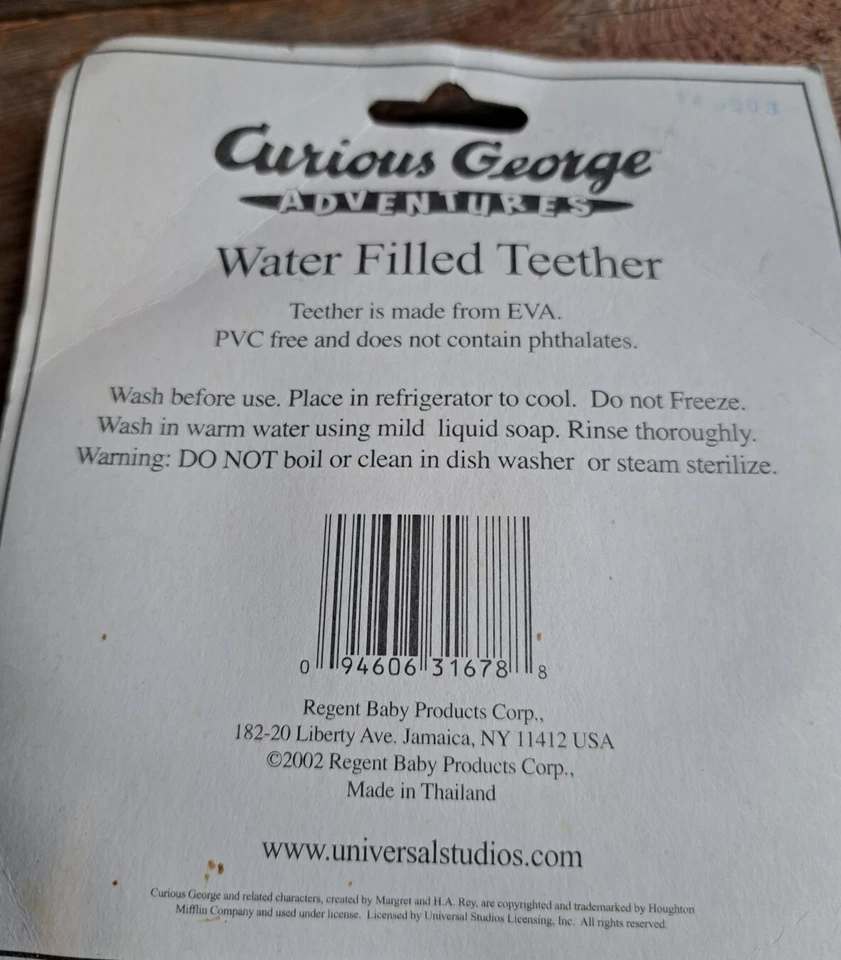 Curious George
ADVENTURES
Water Filled Teether
Teether is made from EVA.
PVC free and does not contain phthalates.
Wash before use. Place in refrigerator to cool. Do not Freeze.
Wash in warm water using mild liquid soap. Rinse thoroughly.
Warning: DO NOT boil or clean in dish washer or steam sterilize.
0 94606 31678 8
Regent Baby Products Corp.,
182-20 Liberty Ave. Jamaica, NY 11412 USA
©2002 Regent Baby Products Corp.,
Made in Thailand
www.universalstudios.com
Curious George and related characters, created by Margret and H.A. Rey, are copyrighted and trademarked by Houghton
Mifflin Company and used under license. Licensed by Universal Studios Licensing, Inc. All rights reserved.